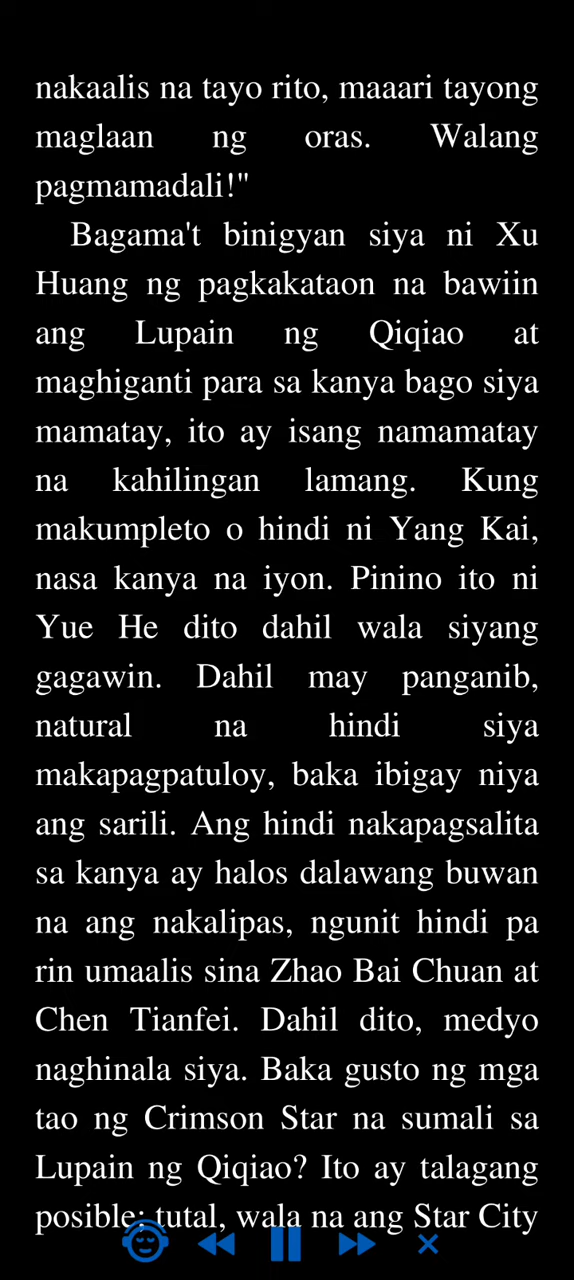 nakaalis na tayo rito, maaari tayong
maglaan ng oras. Walang
pagmamadali!"
Bagama't binigyan siya ni Xu
Huang ng pagkakataon na bawiin
ang Lupain ng Qiqiao at
maghiganti para sa kanya bago siya
mamatay, ito ay isang namamatay
na kahilingan lamang. Kung
makumpleto o hindi ni Yang Kai,
nasa kanya na iyon. Pinino ito ni
Yue He dito dahil wala siyang
gagawin. Dahil may panganib,
natural na hindi siya
makapagpatuloy, baka ibigay niya
ang sarili. Ang hindi nakapagsalita
sa kanya ay halos dalawang buwan
na ang nakalipas, ngunit hindi pa
rin umaalis sina Zhao Bai Chuan at
Chen Tianfei. Dahil dito, medyo
naghinala siya. Baka gusto ng mga
tao ng Crimson Star na sumali sa
Lupain ng Qiqiao? Ito ay talagang
posible; tutal, wala na ang Star City